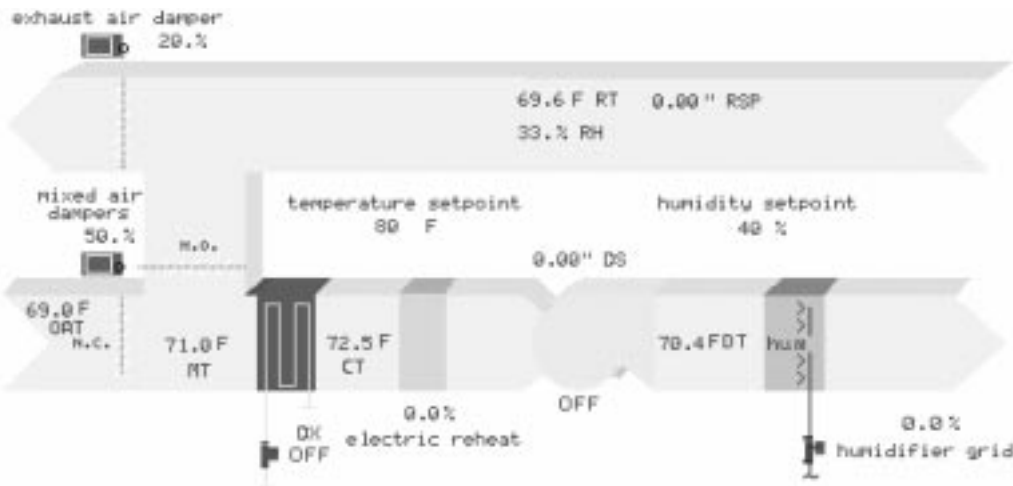 exhaust air damper
20.%
69.6 F RT 0.00" RSP
33.% RH
mixed air
dampers
50.%
N.O.
temperature setpoint
80 F
humidity setpoint
40 %
0.00" DS
69.0 F
OAT
N.C.
71.0 F
MT
72.5 F
CT
70.4 FDT
hum
OFF
DX
OFF
0.0%
electric reheat
0.0%
humidifier grid